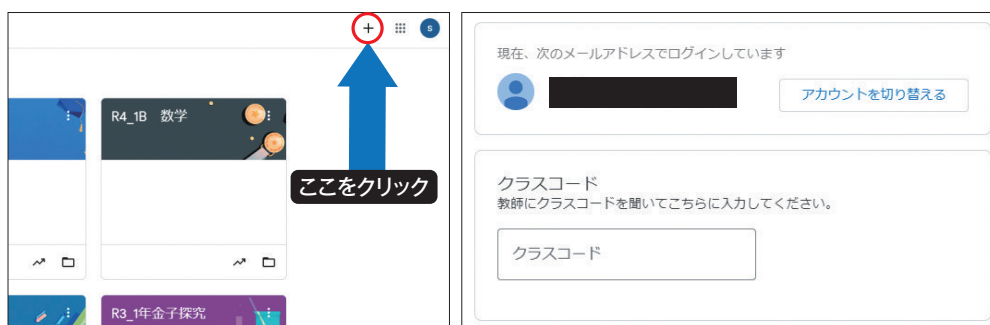 +
S
R4_1B 数学
ここをクリック
R3_1年金子探究
現在、次のメールアドレスでログインしています
アカウントを切り替える
クラスコード
教師にクラスコードを聞いてこちらに入力してください。
クラスコード